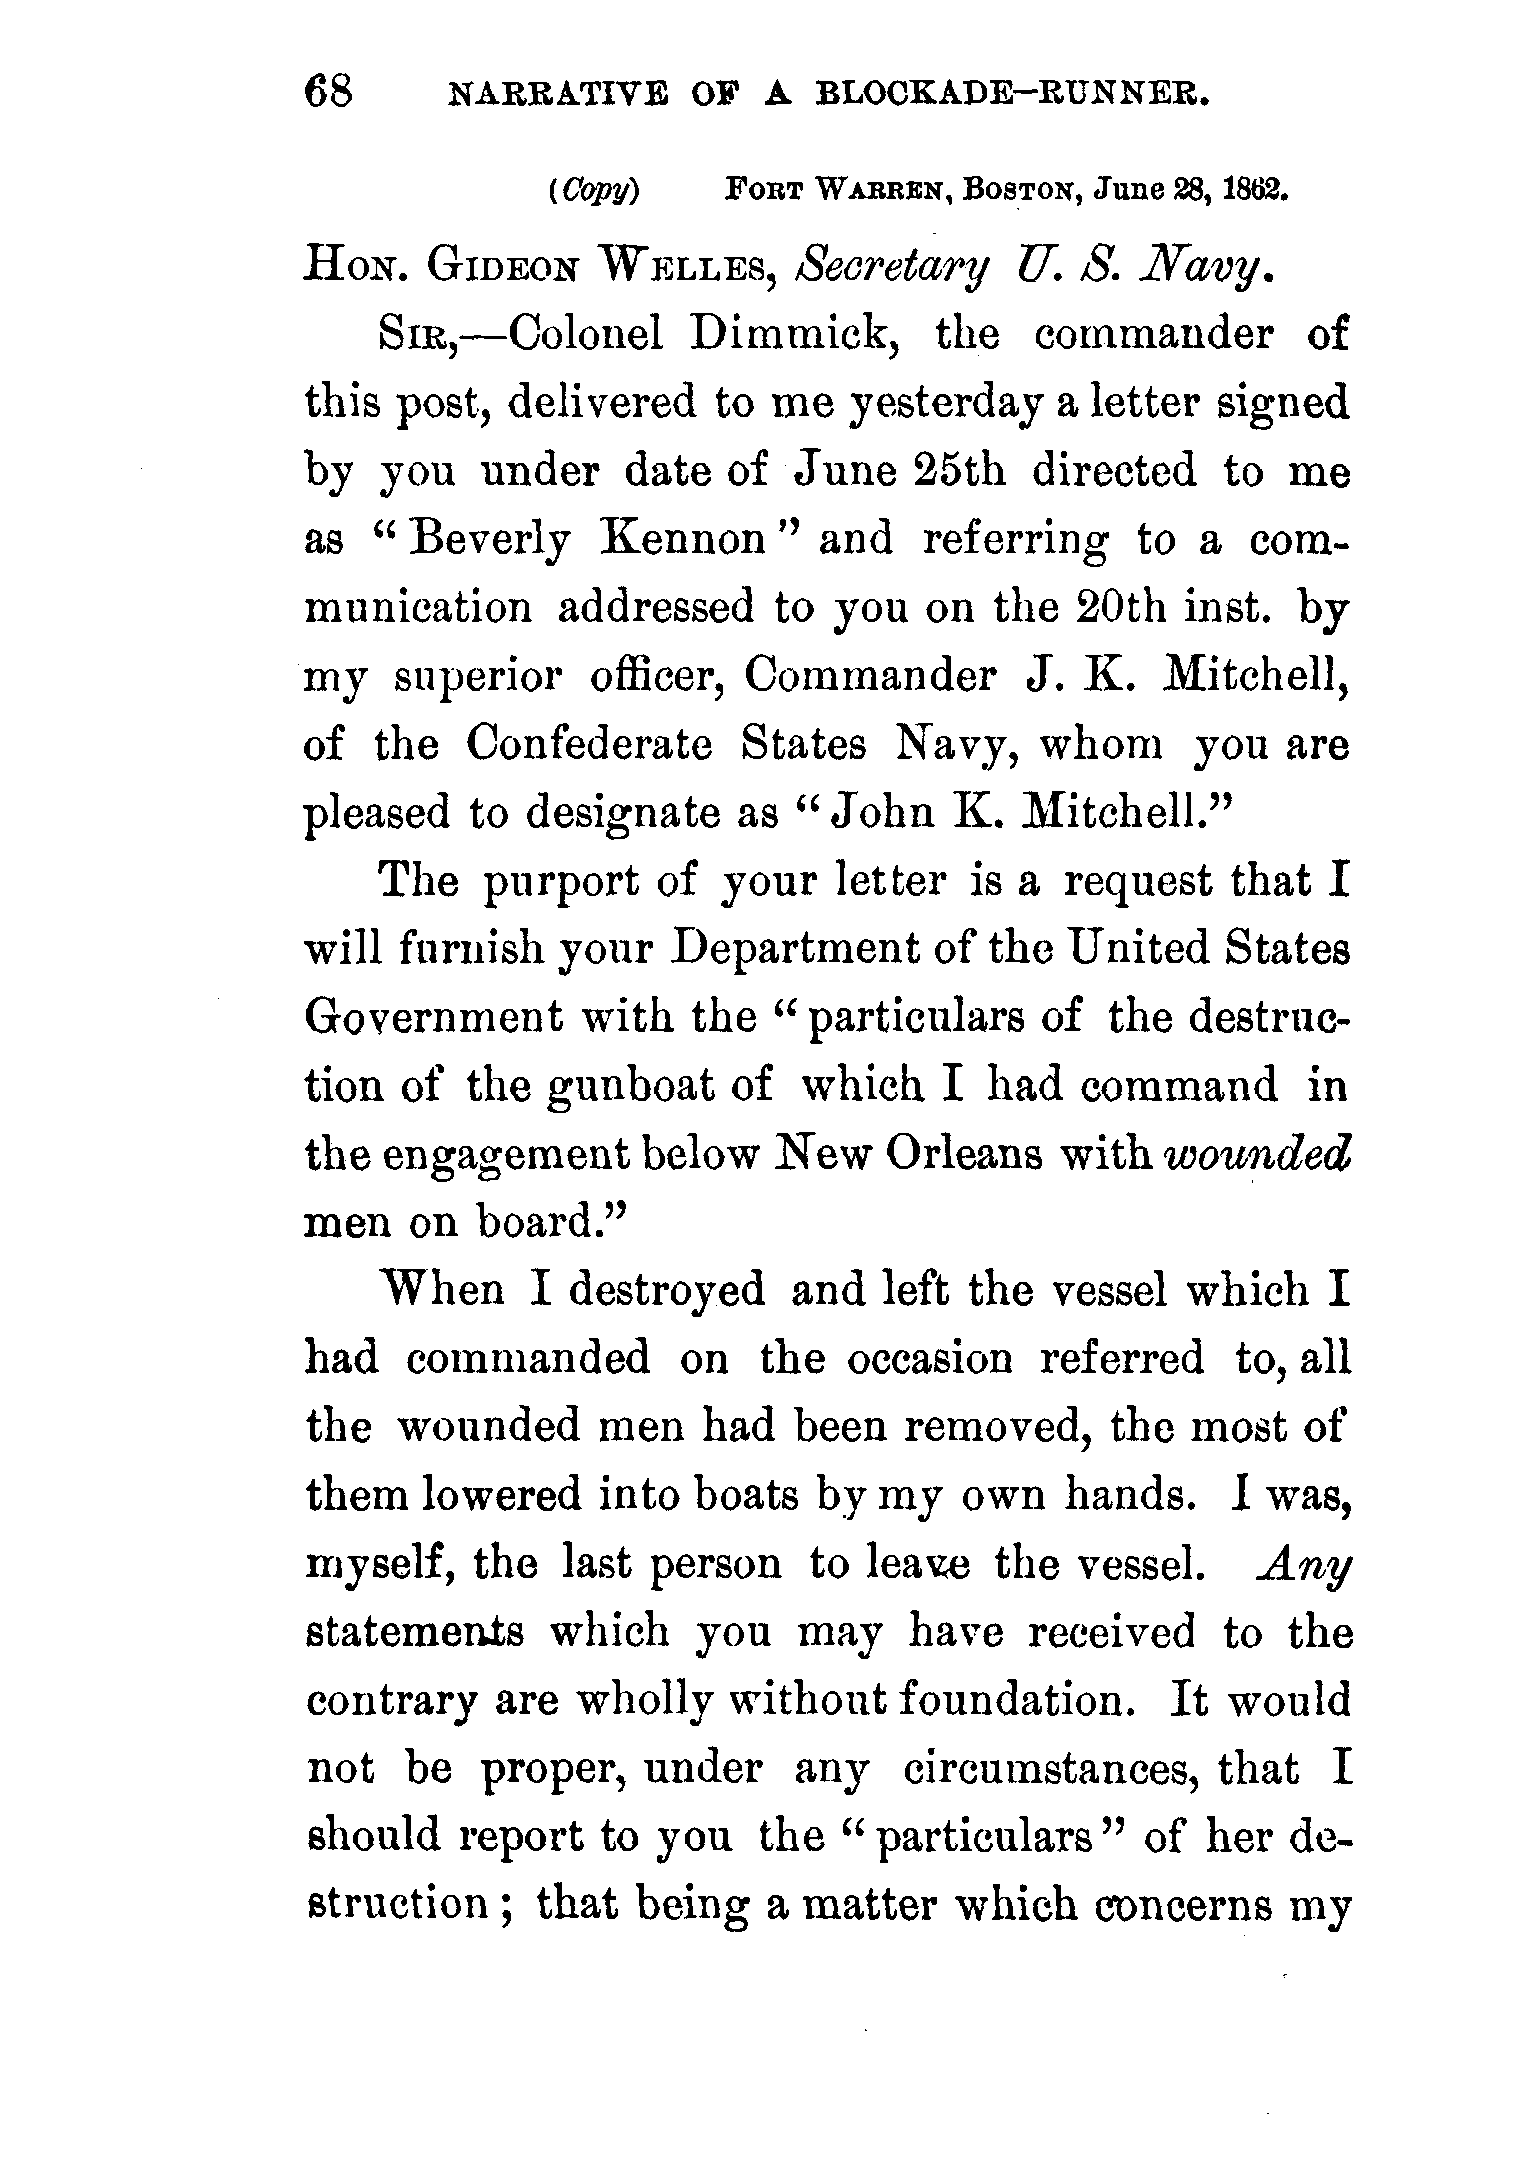 68 NARRATIVE OF A BLOCKADE-RUNNER.
(Copy) FORT WARREN, BOSTON, June 28, 1862.
HON. GIDEON WELLES, Secretary U. S. Navy.
SIR,—Colonel Dimmick, the commander of
this post, delivered to me yesterday a letter signed
by you under date of June 25th directed to me
as “Beverly Kennon” and referring to a com-
munication addressed to you on the 20th inst. by
my superior officer, Commander J. K. Mitchell,
of the Confederate States Navy, whom you are
pleased to designate as “John K. Mitchell.”
The purport of your letter is a request that I
will furnish your Department of the United States
Government with the “particulars of the destruc-
tion of the gunboat of which I had command in
the engagement below New Orleans with wounded
men on board.”
When I destroyed and left the vessel which I
had commanded on the occasion referred to, all
the wounded men had been removed, the most of
them lowered into boats by my own hands. I was,
myself, the last person to leave the vessel. Any
statements which you may have received to the
contrary are wholly without foundation. It would
not be proper, under any circumstances, that I
should report to you the “particulars” of her de-
struction; that being a matter which concerns my